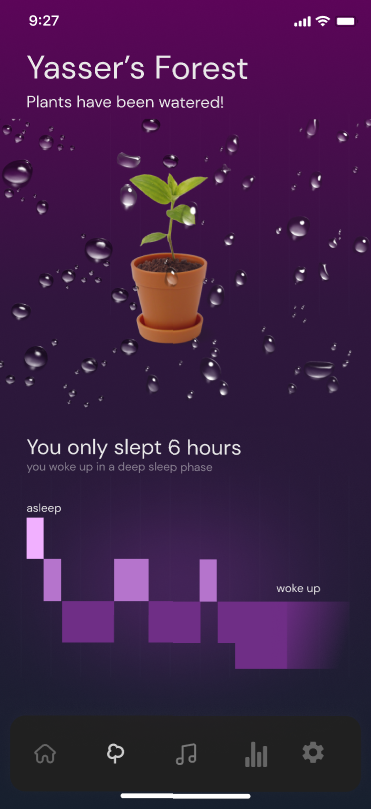 9:27
Yasser’s Forest
Plants have been watered!
You only slept 6 hours
you woke up in a deep sleep phase
asleep
woke up